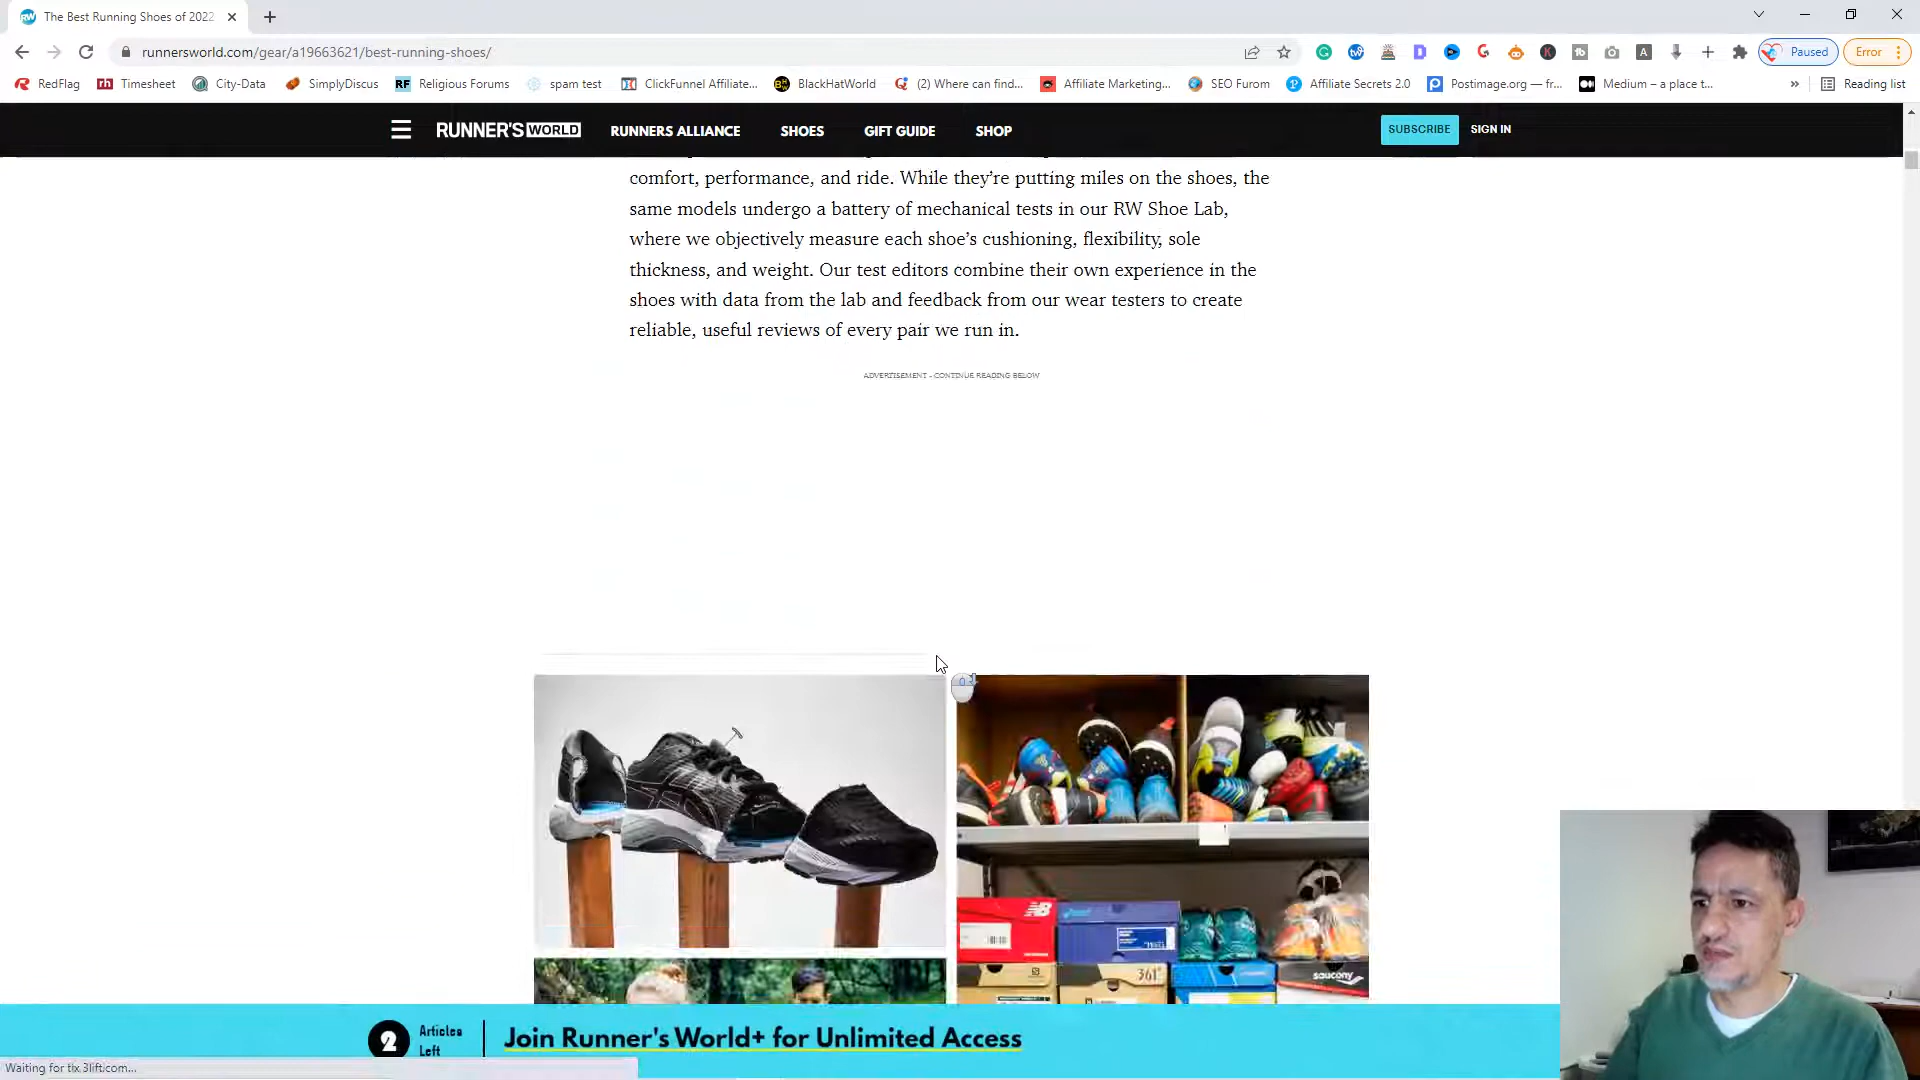 The Best Running Shoes of 2022
runnersworld.com/gear/a19663621/best-running-shoes/
Paused
Error
RedFlag
Timesheet
City-Data
SimplyDiscus
RF Religious Forums
spam test
ClickFunnel Affiliate...
BlackHatWorld
(2) Where can find...
Affiliate Marketing...
SEO Furom
Affiliate Secrets 2.0
Postimage.org — fr...
Medium – a place t...
Reading list
RUNNER'S WORLD
RUNNERS ALLIANCE
SHOES
GIFT GUIDE
SHOP
SUBSCRIBE
SIGN IN
comfort, performance, and ride. While they’re putting miles on the shoes, the
same models undergo a battery of mechanical tests in our RW Shoe Lab,
where we objectively measure each shoe’s cushioning, flexibility, sole
thickness, and weight. Our test editors combine their own experience in the
shoes with data from the lab and feedback from our wear testers to create
reliable, useful reviews of every pair we run in.
ADVERTISEMENT - CONTINUE READING BELOW
361°
saucony
2 Articles
Left
Join Runner's World+ for Unlimited Access
Waiting for tlx.3lift.com...